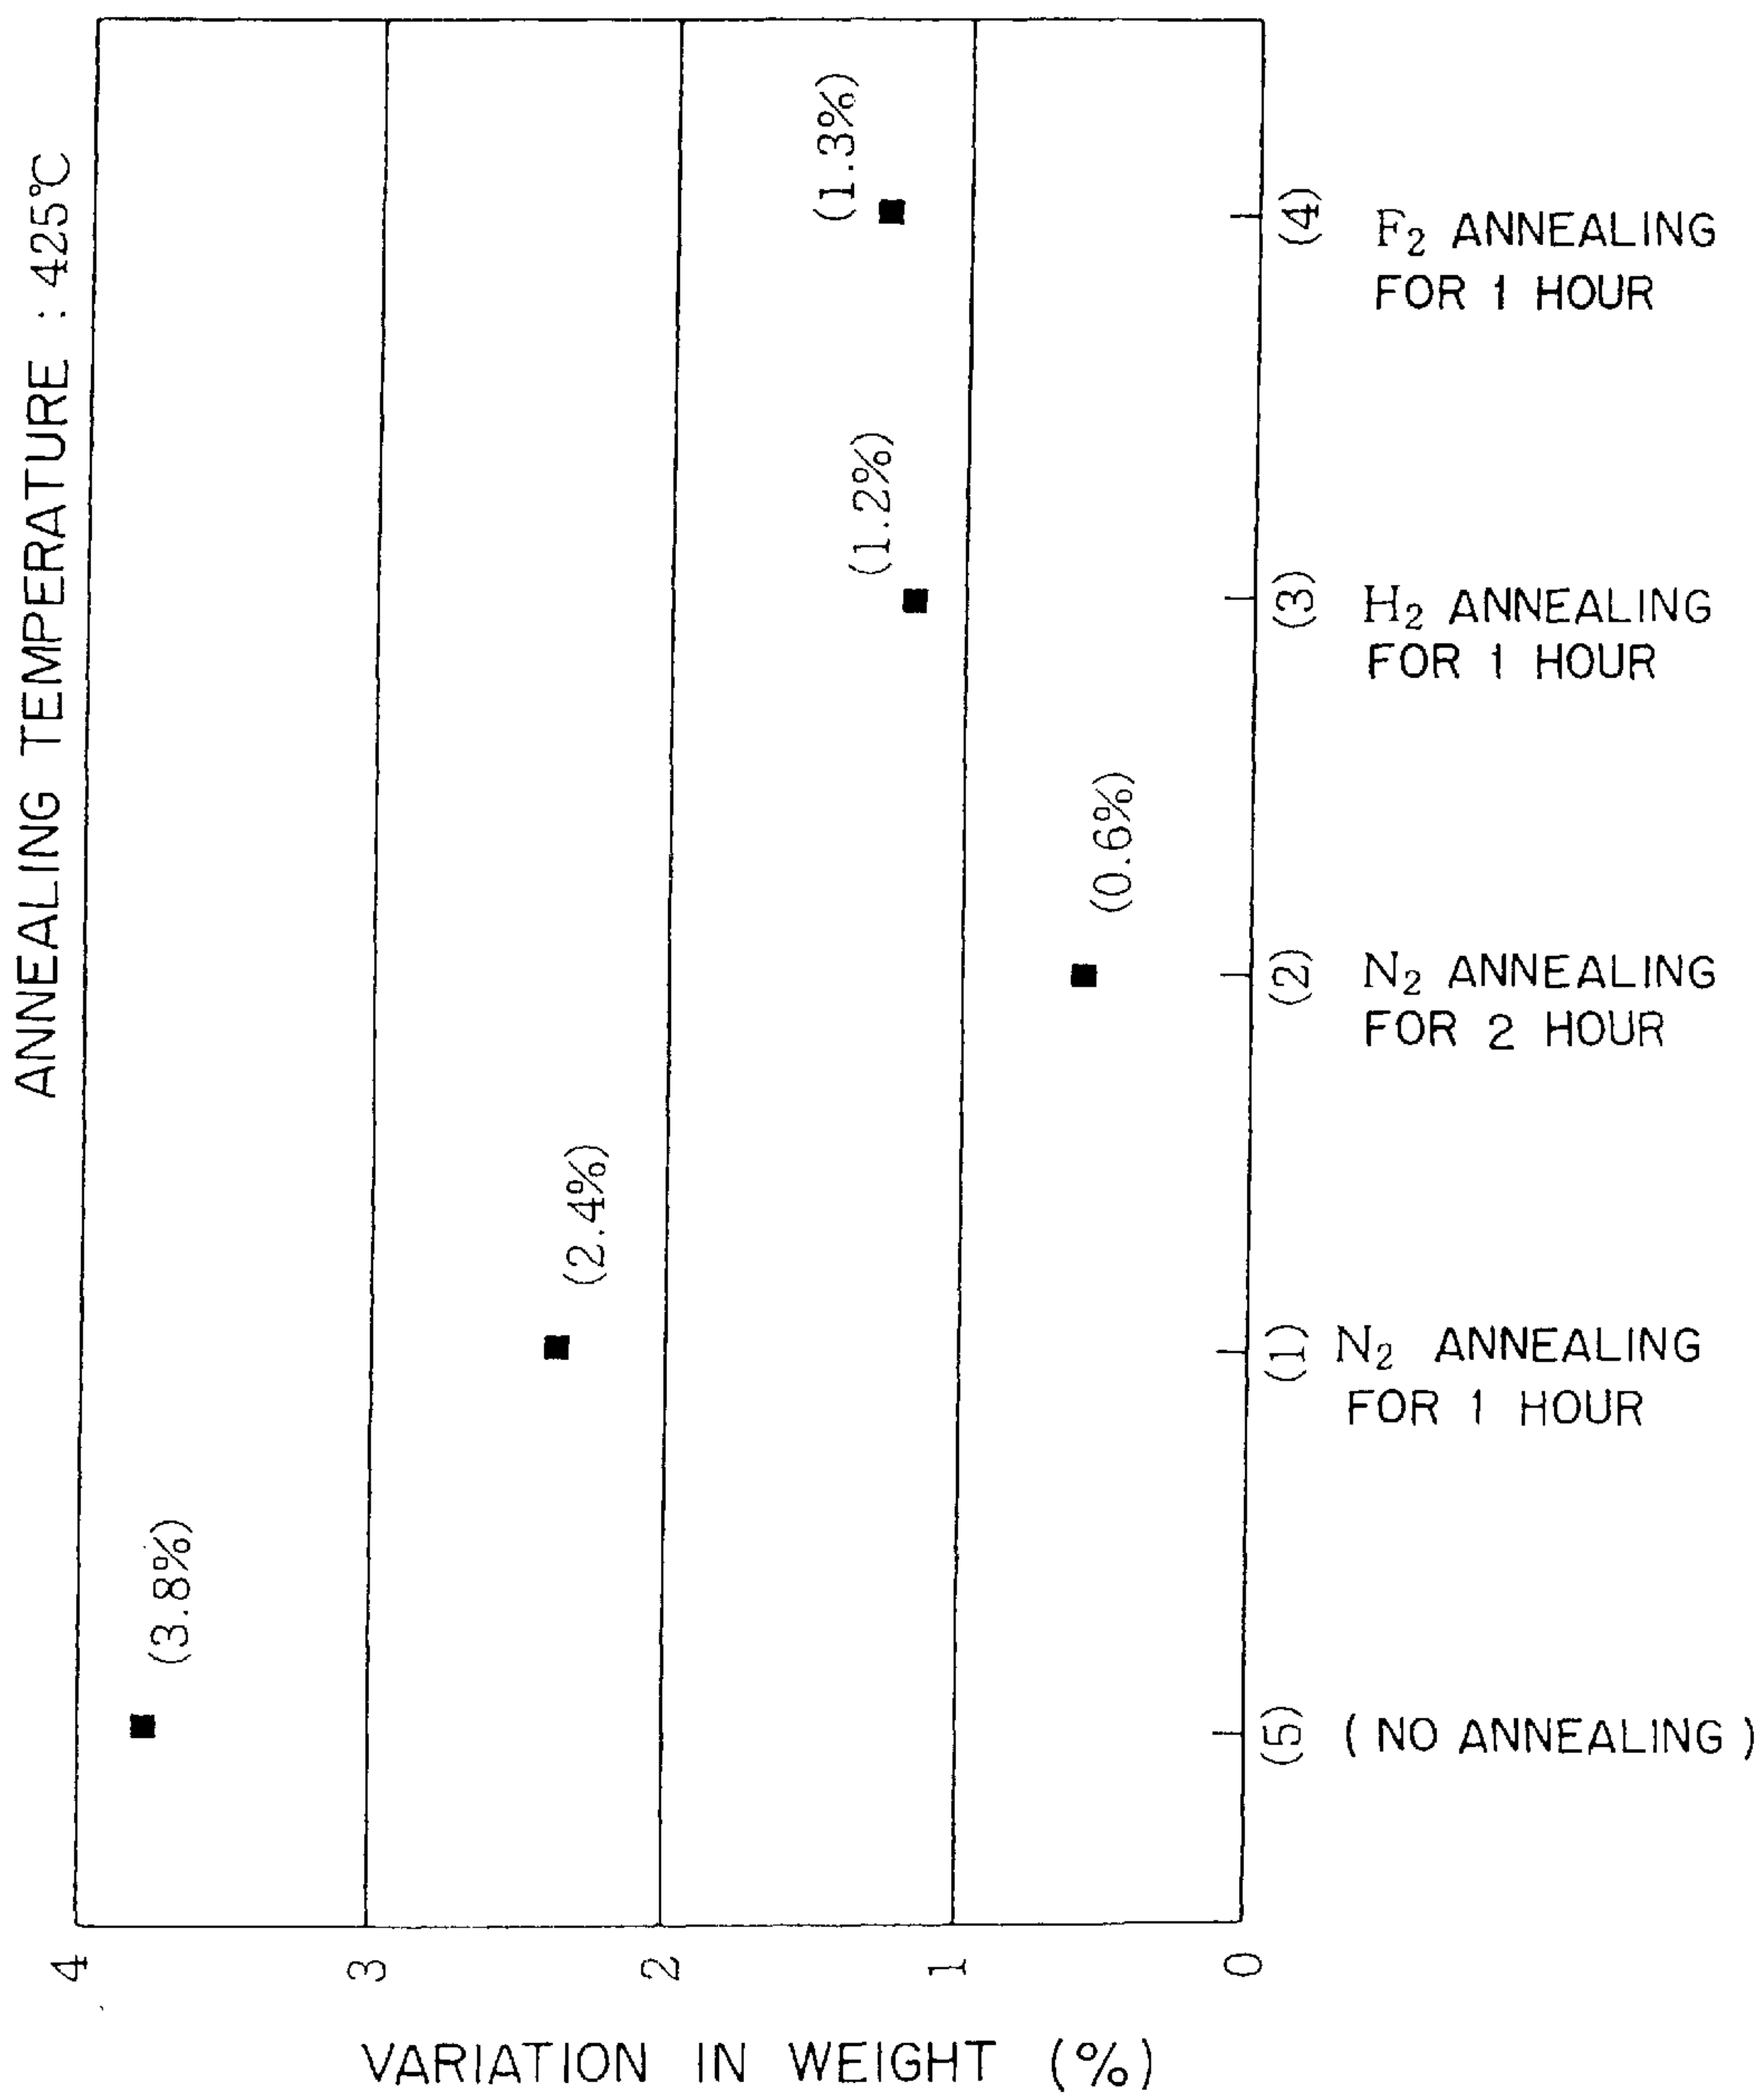 ANNEALING TEMPERATURE : 425°C
(1.3%)
(1.2%)
(0.6%)
(2.4%)
(3.8%)
(4)
F₂ ANNEALING
FOR 1 HOUR
(3)
H₂ ANNEALING
FOR 1 HOUR
(2)
N₂ ANNEALING
FOR 2 HOUR
(1)
N₂ ANNEALING
FOR 1 HOUR
(5)
( NO ANNEALING )
4
3
2
1
0
VARIATION IN WEIGHT (%)